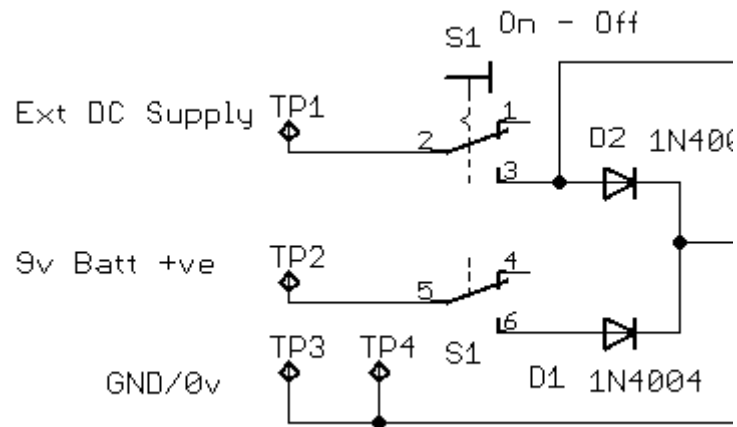 On - Off
S1
Ext DC Supply
TP1
1
2
3
D2
1N400
9v Batt +ve
TP2
4
5
6
TP3
TP4
S1
GND/0v
D1
1N4004